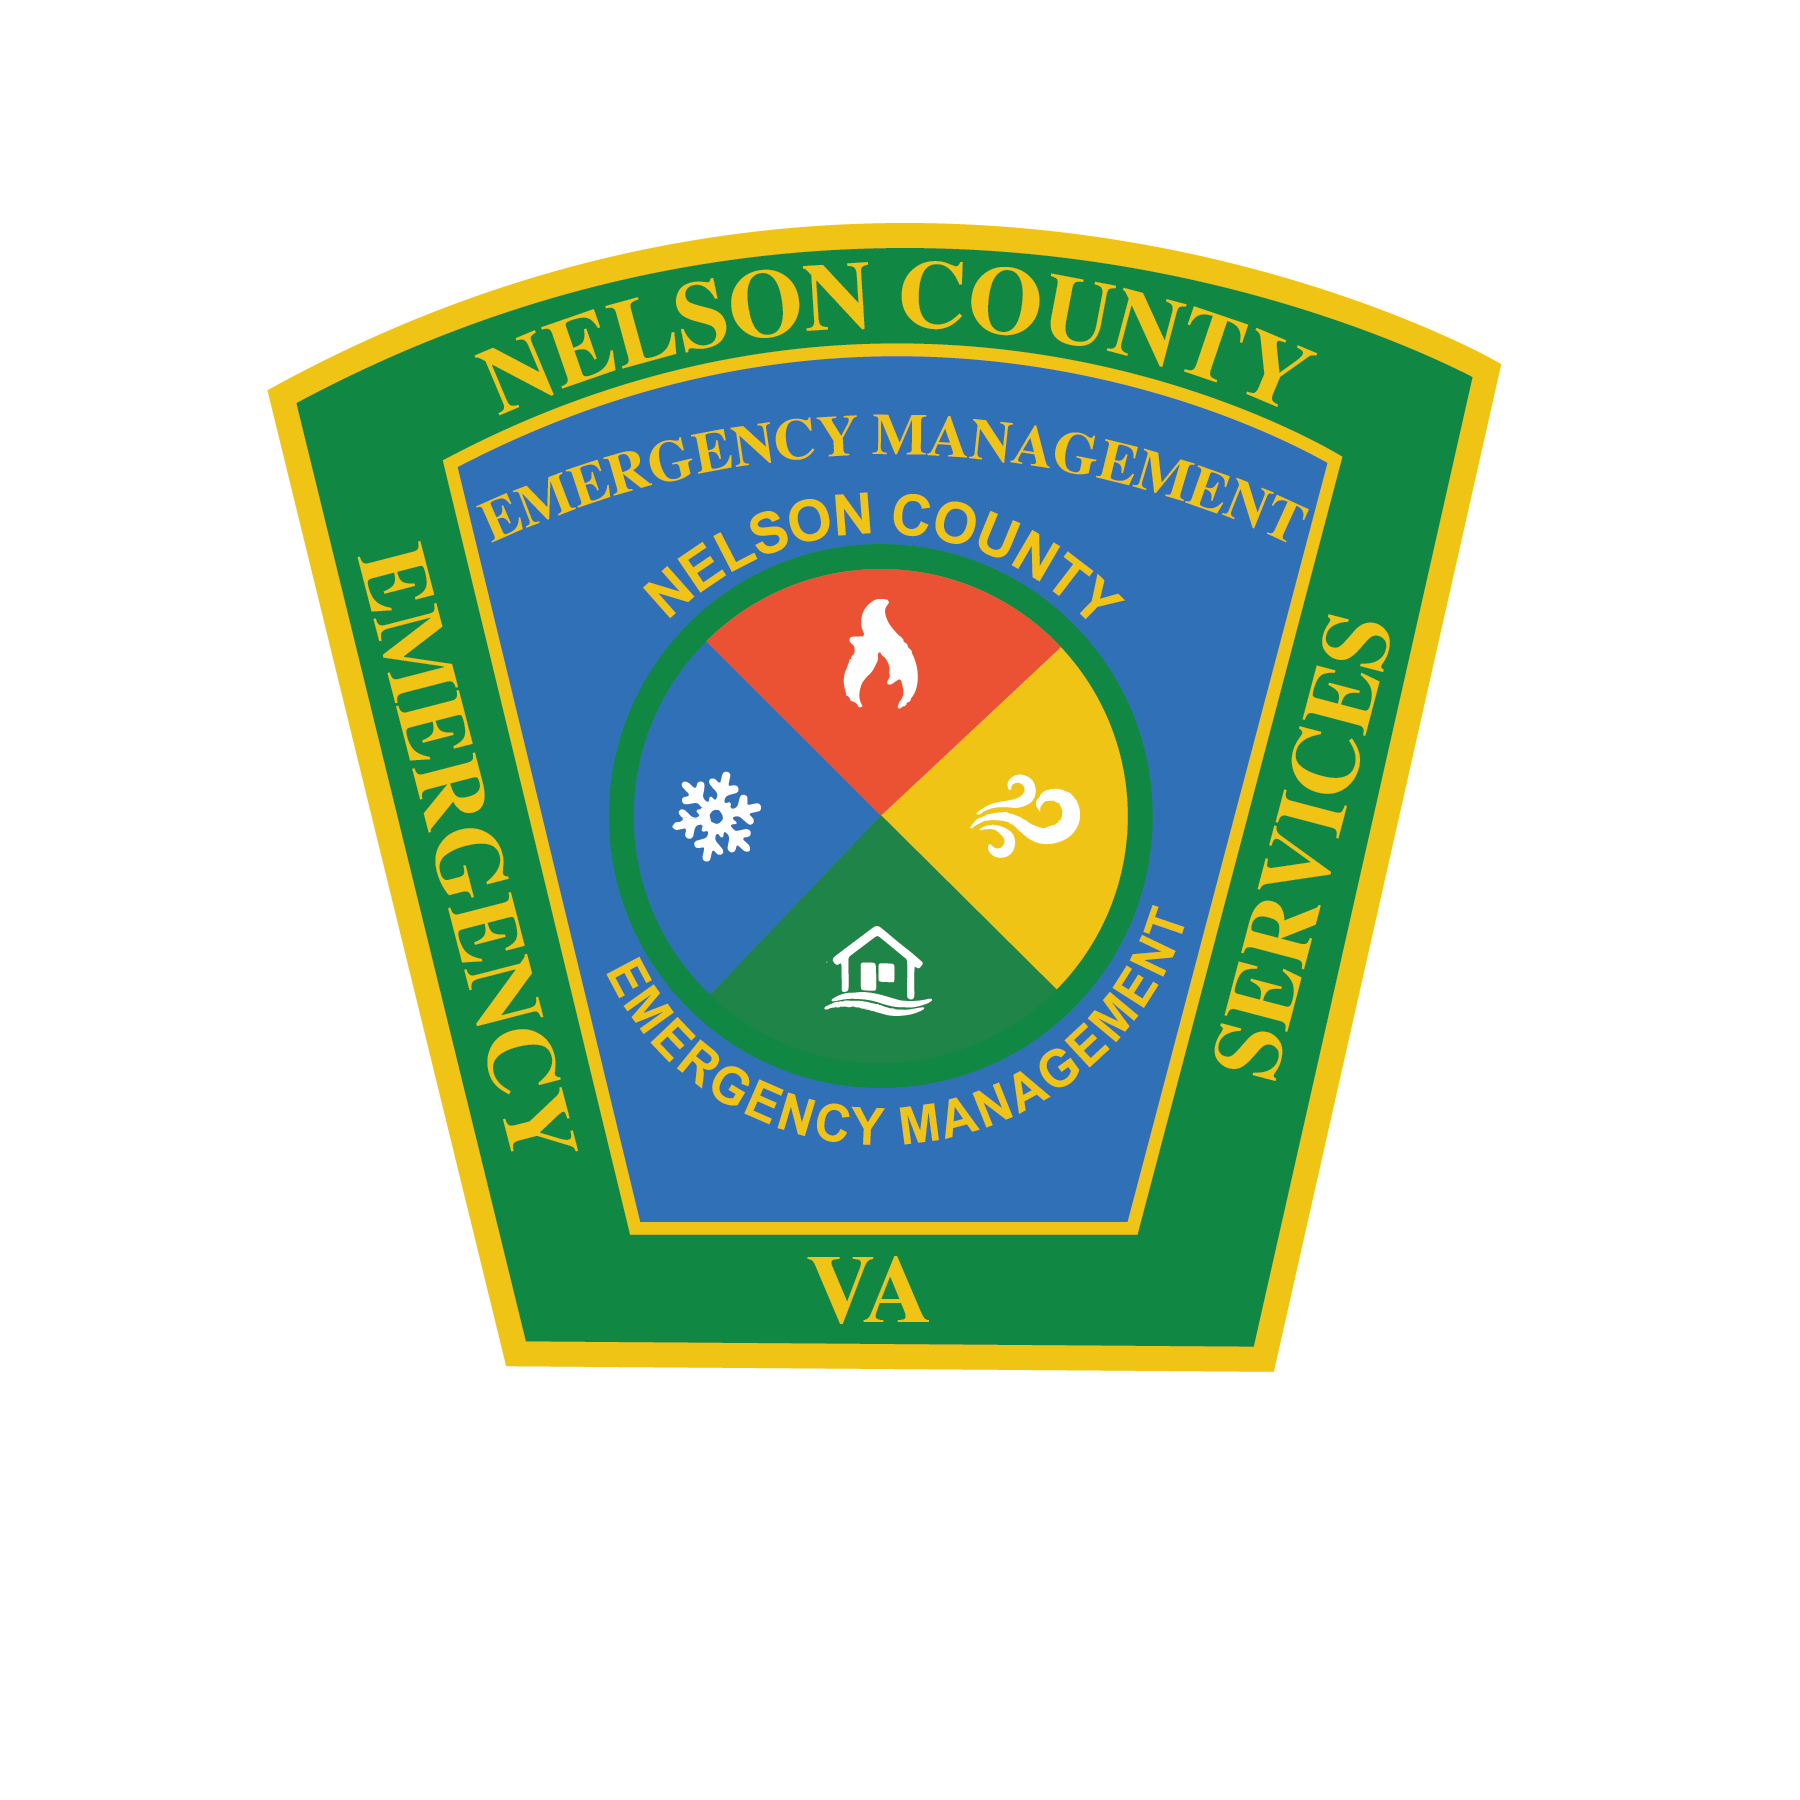 NELSON COUNTY
EMERGENCY MANAGEMENT
NELSON COUNTY
EMERGENCY
SERVICES
EMERGENCY MANAGEMENT
VA